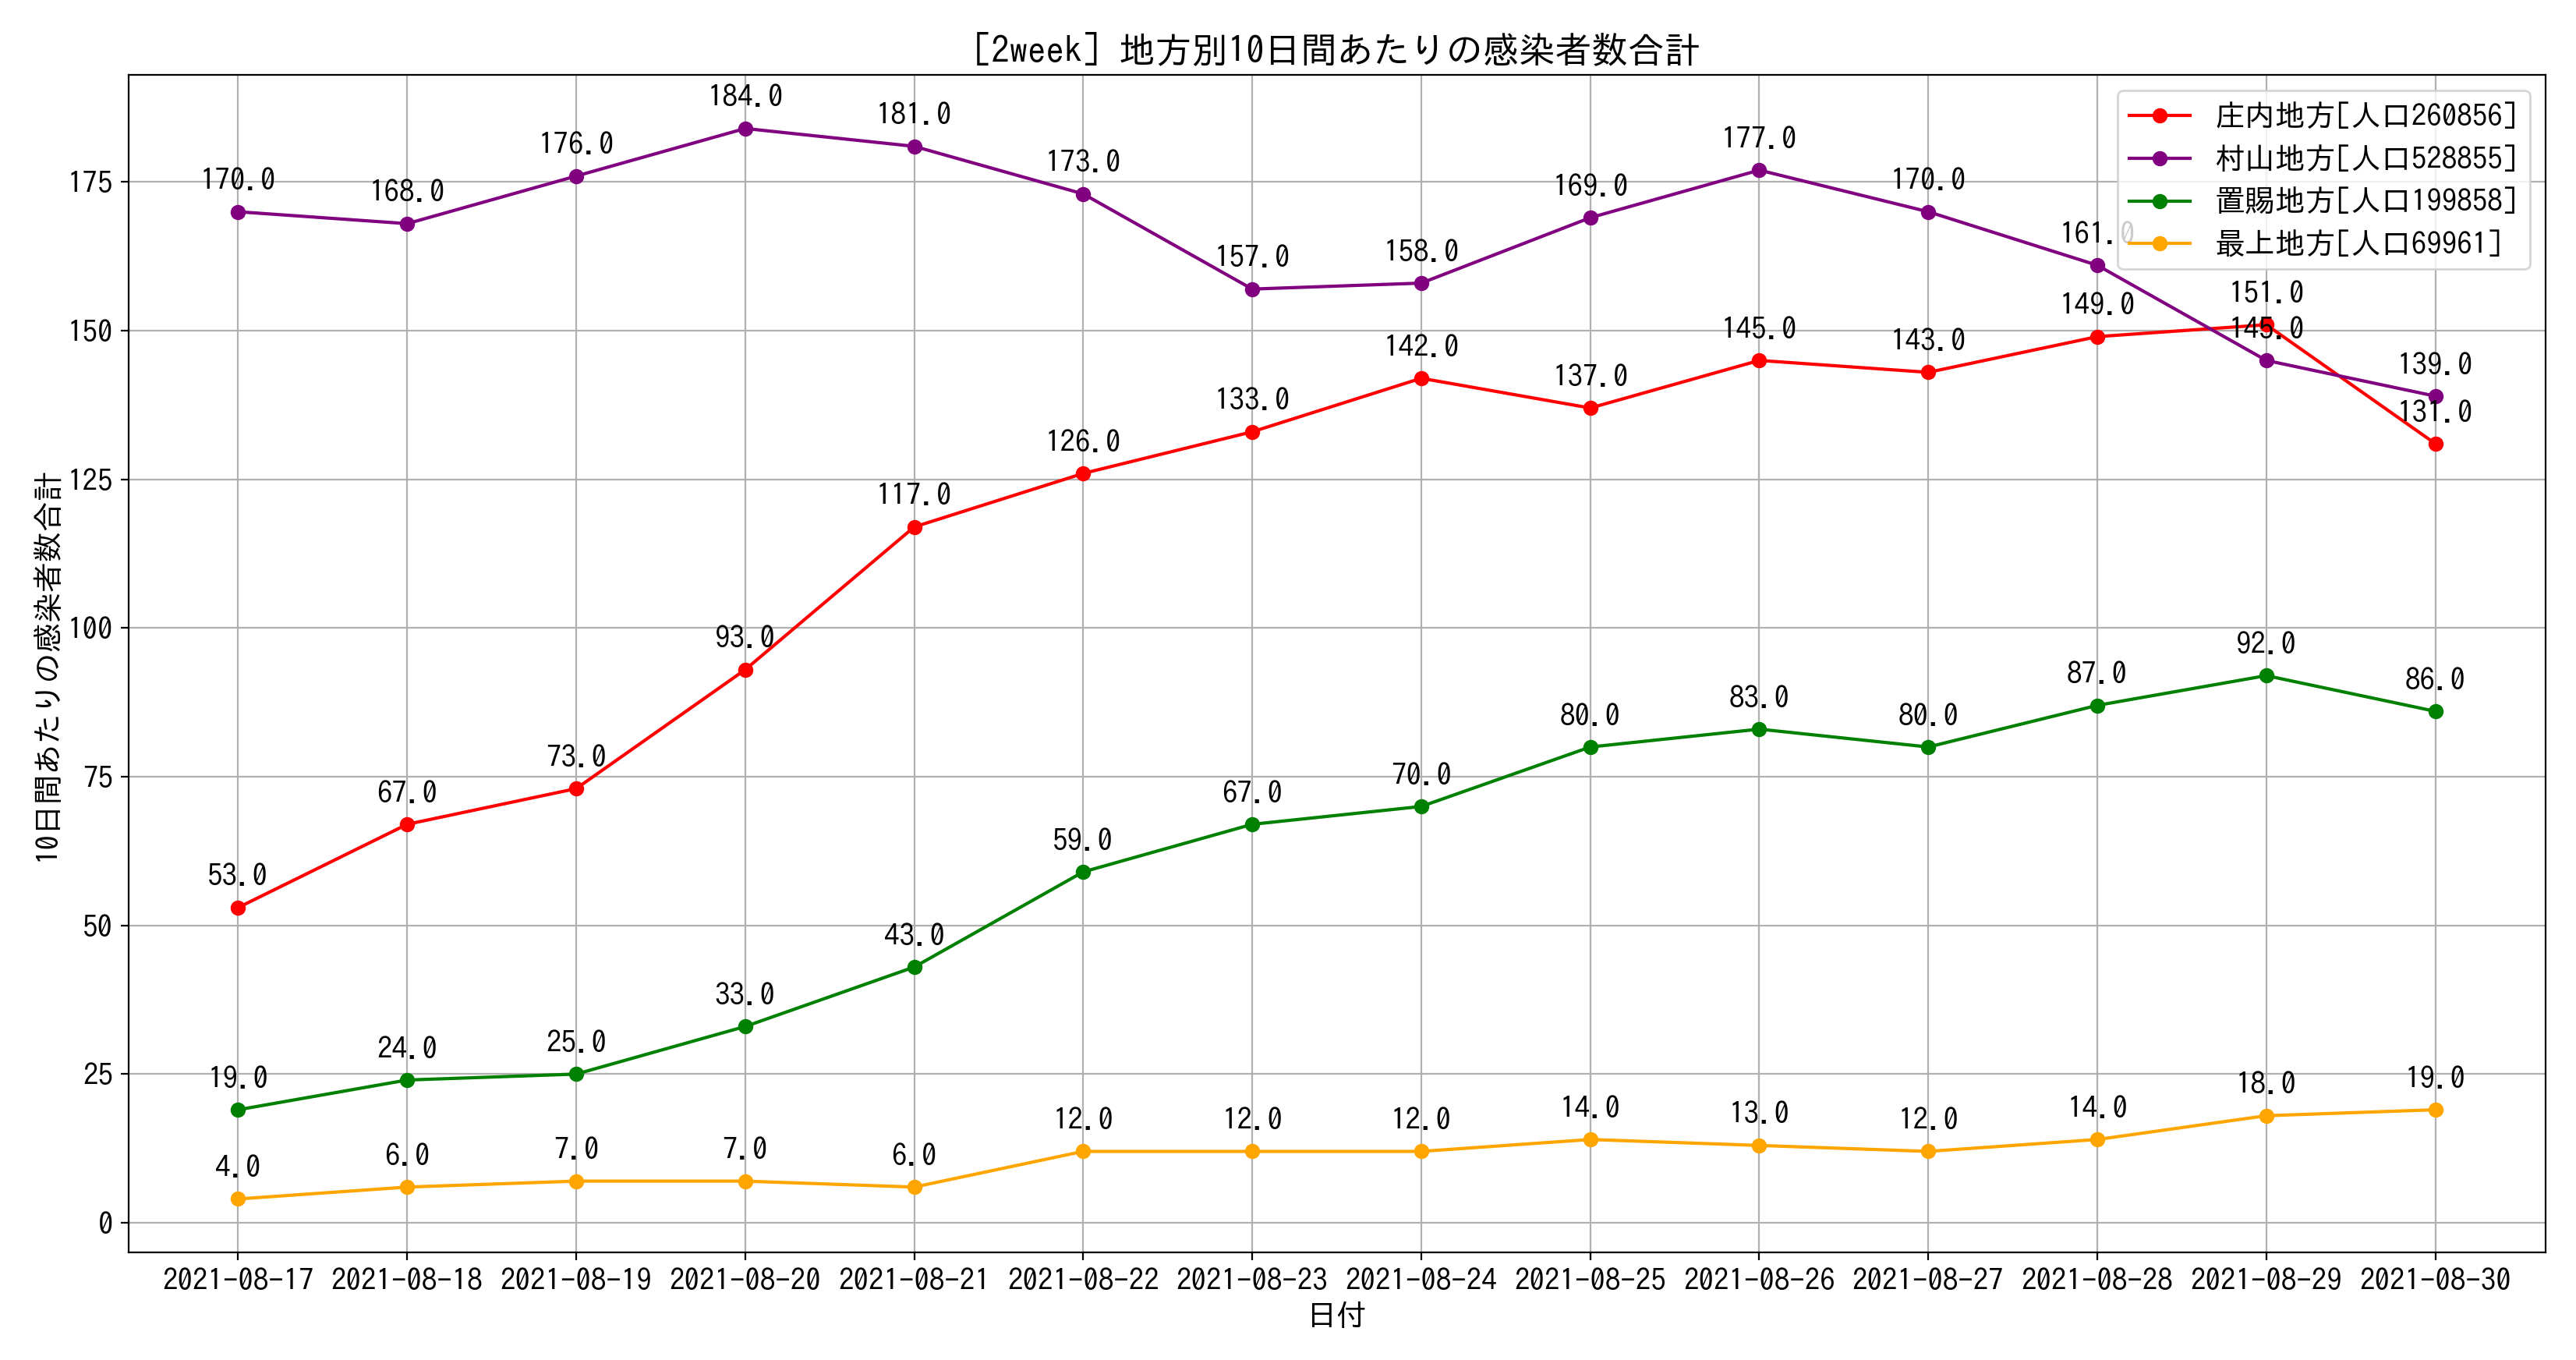 [2week] 地方別10日間あたりの感染者数合計
10日間あたりの感染者数合計
175
150
125
100
75
50
25
0
庄内地方[人口260856]
村山地方[人口528855]
置賜地方[人口199858]
最上地方[人口69961]
170.0 168.0 176.0 184.0 181.0 173.0 157.0 158.0 169.0 177.0 170.0 161.0 145.0 139.0
53.0 67.0 73.0 93.0 117.0 126.0 133.0 142.0 137.0 145.0 143.0 149.0 151.0 131.0
19.0 24.0 25.0 33.0 43.0 59.0 67.0 70.0 80.0 83.0 80.0 87.0 92.0 86.0
4.0 6.0 7.0 7.0 6.0 12.0 12.0 12.0 14.0 13.0 12.0 14.0 18.0 19.0
2021-08-17 2021-08-18 2021-08-19 2021-08-20 2021-08-21 2021-08-22 2021-08-23 2021-08-24 2021-08-25 2021-08-26 2021-08-27 2021-08-28 2021-08-29 2021-08-30
日付